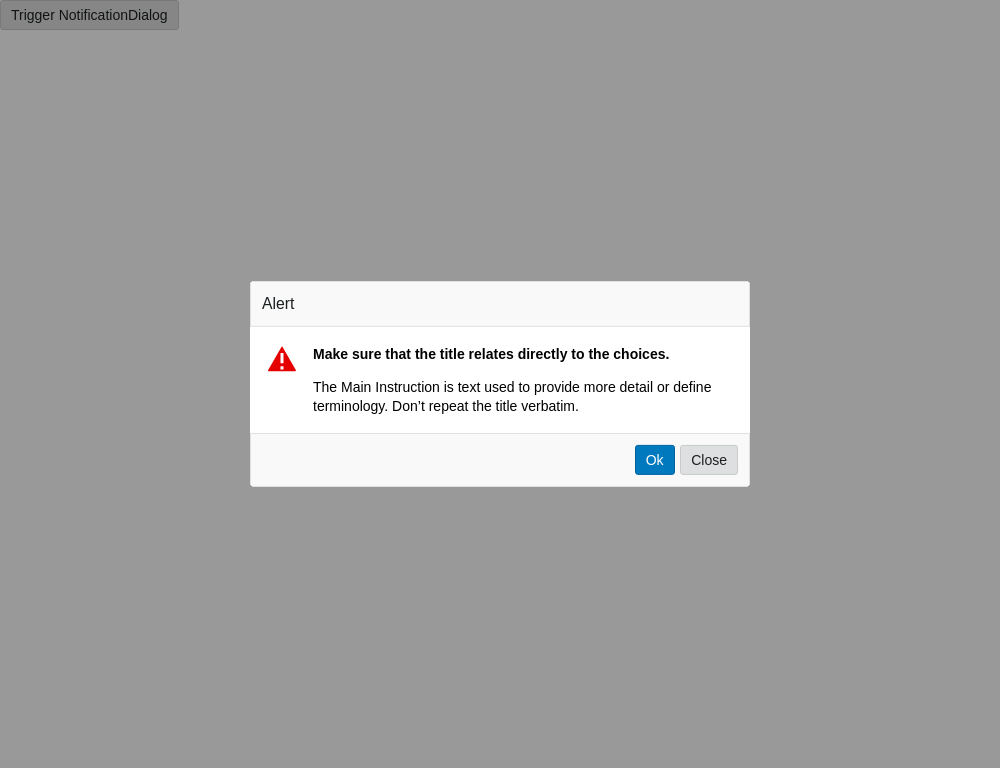 Trigger NotificationDialog
Alert
Make sure that the title relates directly to the choices.
The Main Instruction is text used to provide more detail or define
terminology. Don’t repeat the title verbatim.
Ok
Close